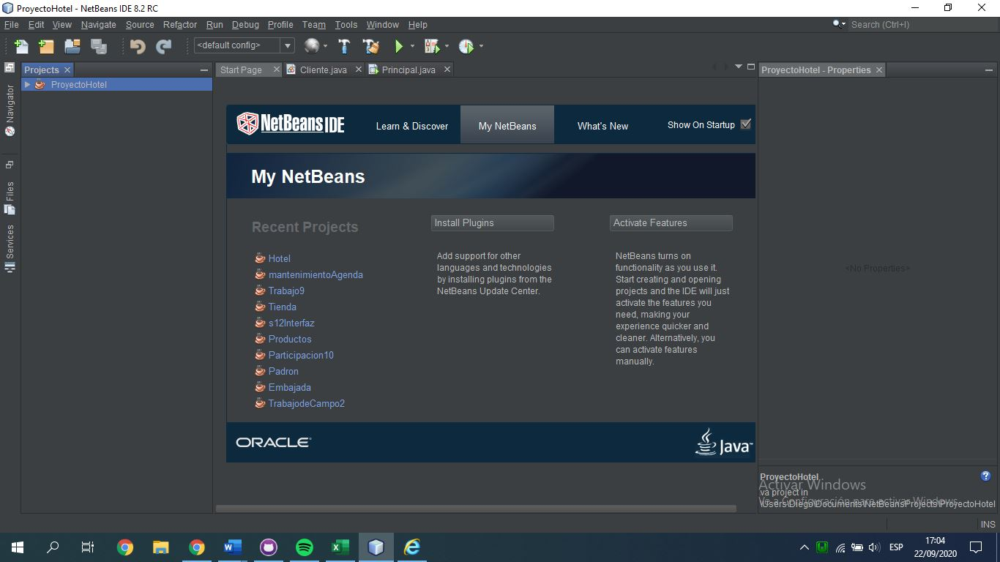 ProyectoHotel - NetBeans IDE 8.2 RC
File Edit View Navigate Source Refactor Run Debug Profile Team Tools Window Help
Search (Ctrl+I)
<default config>
Projects
ProyectoHotel
Navigator
Files
Services
Start Page
Cliente.java
Principal.java
NetBeans IDE
Learn & Discover
My NetBeans
What's New
Show On Startup
My NetBeans
Recent Projects
Hotel
mantenimientoAgenda
Trabajo9
Tienda
s12Interfaz
Productos
Participacion10
Padron
Embajada
TrabajodeCampo2
Install Plugins
Add support for other
languages and technologies
by installing plugins from the
NetBeans Update Center.
Activate Features
NetBeans turns on
functionality as you use it.
Start creating and opening
projects and the IDE will just
activate the features you
need, making your
experience quicker and
cleaner. Alternatively, you
can activate features
manually.
ORACLE
Java
ProyectoHotel - Properties
<No Properties>
ProyectoHotel
va project in
\Users\Diego\Documents\NetBeansProjects\ProyectoHotel
Activar Windows
Ve a Configuración para activar Windows.
INS
ESP
17:04
22/09/2020